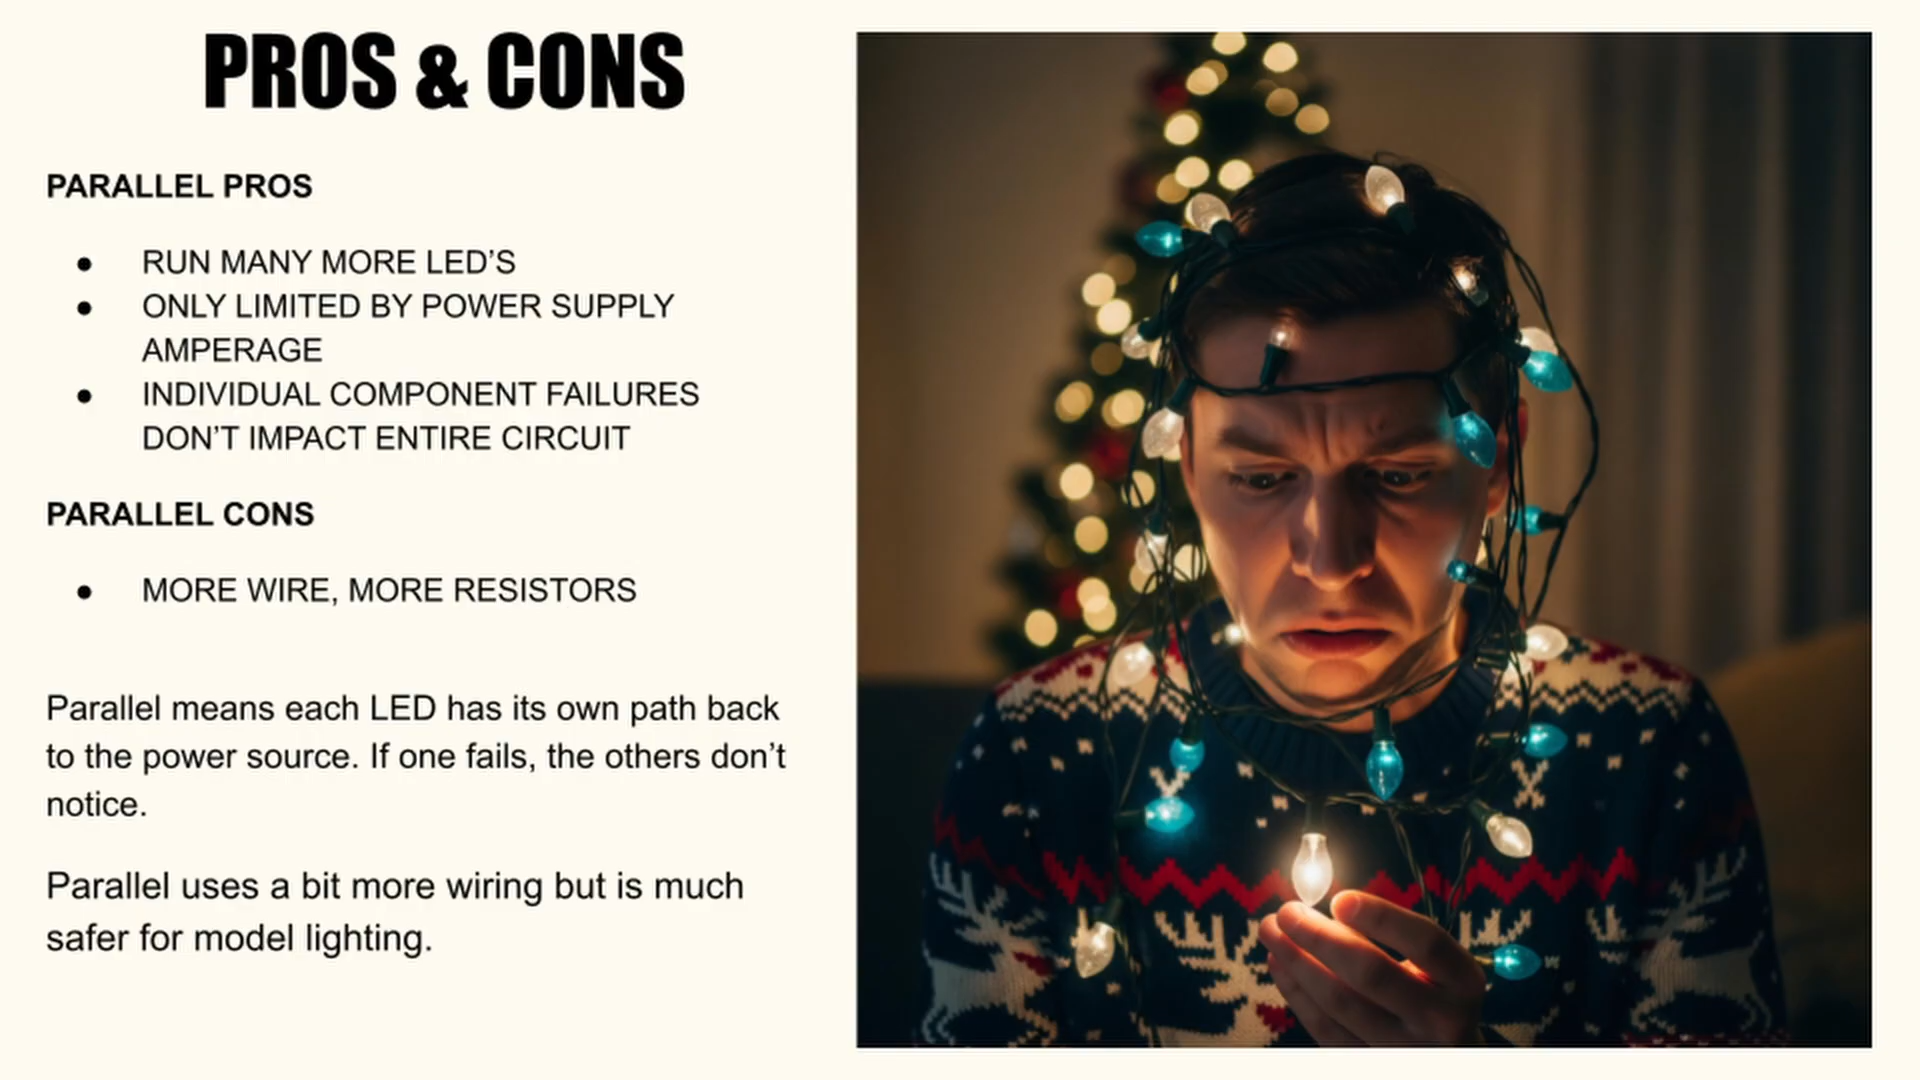 PROS & CONS
PARALLEL PROS
● RUN MANY MORE LED’S
● ONLY LIMITED BY POWER SUPPLY
AMPERAGE
● INDIVIDUAL COMPONENT FAILURES
DON’T IMPACT ENTIRE CIRCUIT
PARALLEL CONS
● MORE WIRE, MORE RESISTORS
Parallel means each LED has its own path back
to the power source. If one fails, the others don’t
notice.
Parallel uses a bit more wiring but is much
safer for model lighting.